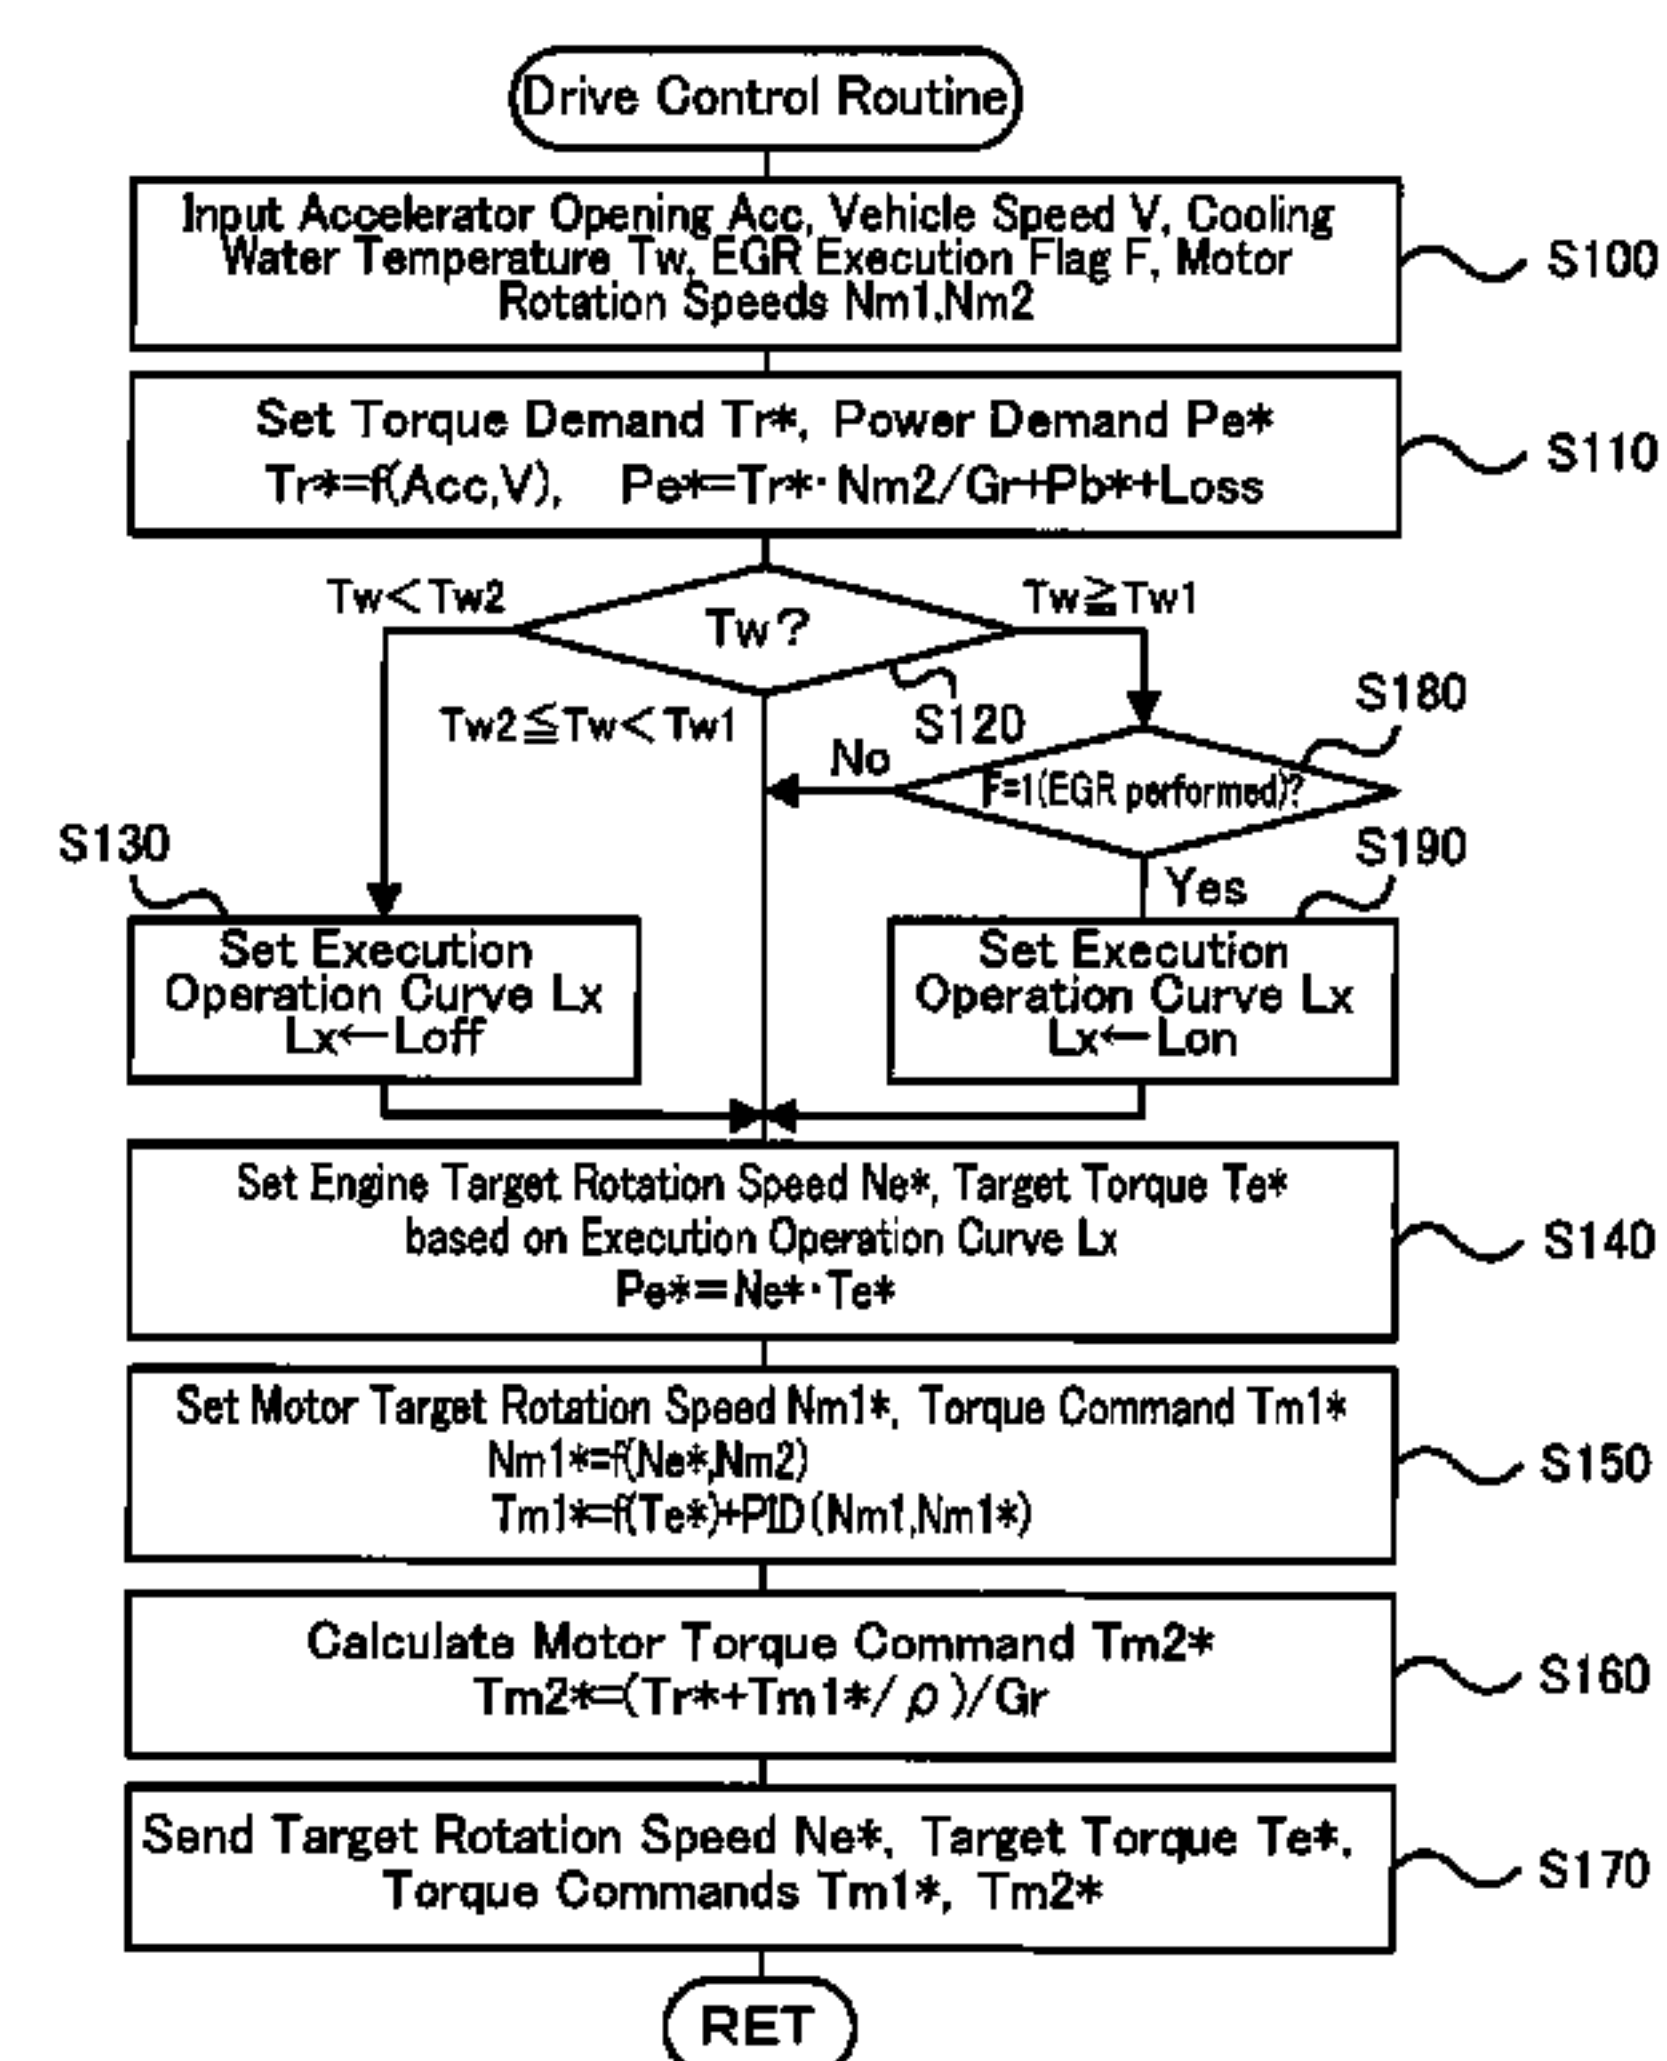 Drive Control Routine
Input Accelerator Opening Acc, Vehicle Speed V, Cooling
Water Temperature Tw, EGR Execution Flag F, Motor
Rotation Speeds Nm1,Nm2
S100
Set Torque Demand Tr*, Power Demand Pe*
Tr*=f(Acc,V), Pe*=Tr*·Nm2/Gr+Pb*+Loss
S110
Tw<Tw2
Tw≧Tw1
Tw?
S120
Tw2≦Tw<Tw1
S180
No
F=1(EGR performed)?
Yes
S130
S190
Set Execution
Operation Curve Lx
Lx←Loff
Set Execution
Operation Curve Lx
Lx←Lon
Set Engine Target Rotation Speed Ne*, Target Torque Te*
based on Execution Operation Curve Lx
Pe*=Ne*·Te*
S140
Set Motor Target Rotation Speed Nm1*, Torque Command Tm1*
Nm1*=f(Ne*,Nm2)
Tm1*=f(Te*)+PID(Nm1,Nm1*)
S150
Calculate Motor Torque Command Tm2*
Tm2*=(Tr*+Tm1*/ρ)/Gr
S160
Send Target Rotation Speed Ne*, Target Torque Te*,
Torque Commands Tm1*, Tm2*
S170
RET